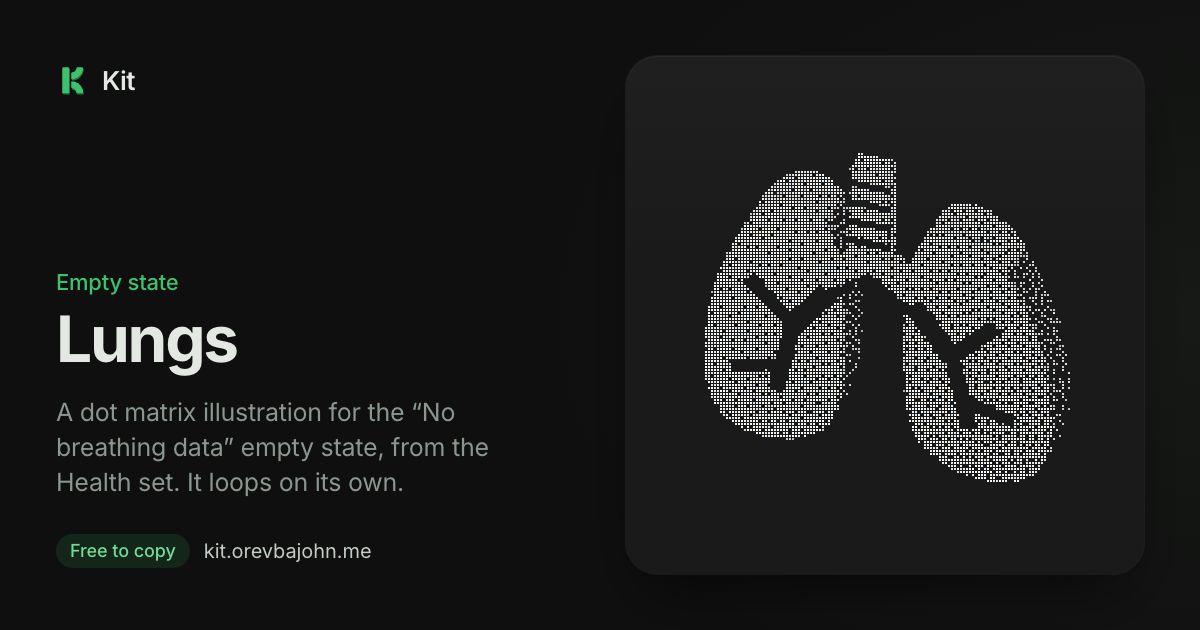 Kit
Empty state
Lungs
A dot matrix illustration for the “No
breathing data” empty state, from the
Health set. It loops on its own.
Free to copy
kit.orevbajohn.me